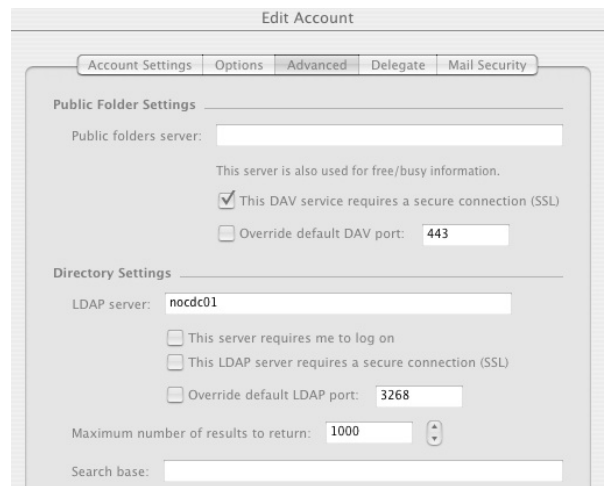 Edit Account
Account Settings Options Advanced Delegate Mail Security
Public Folder Settings
Public folders server:
This server is also used for free/busy information.
This DAV service requires a secure connection (SSL)
Override default DAV port: 443
Directory Settings
LDAP server: nocdc01
This server requires me to log on
This LDAP server requires a secure connection (SSL)
Override default LDAP port: 3268
Maximum number of results to return: 1000
Search base: